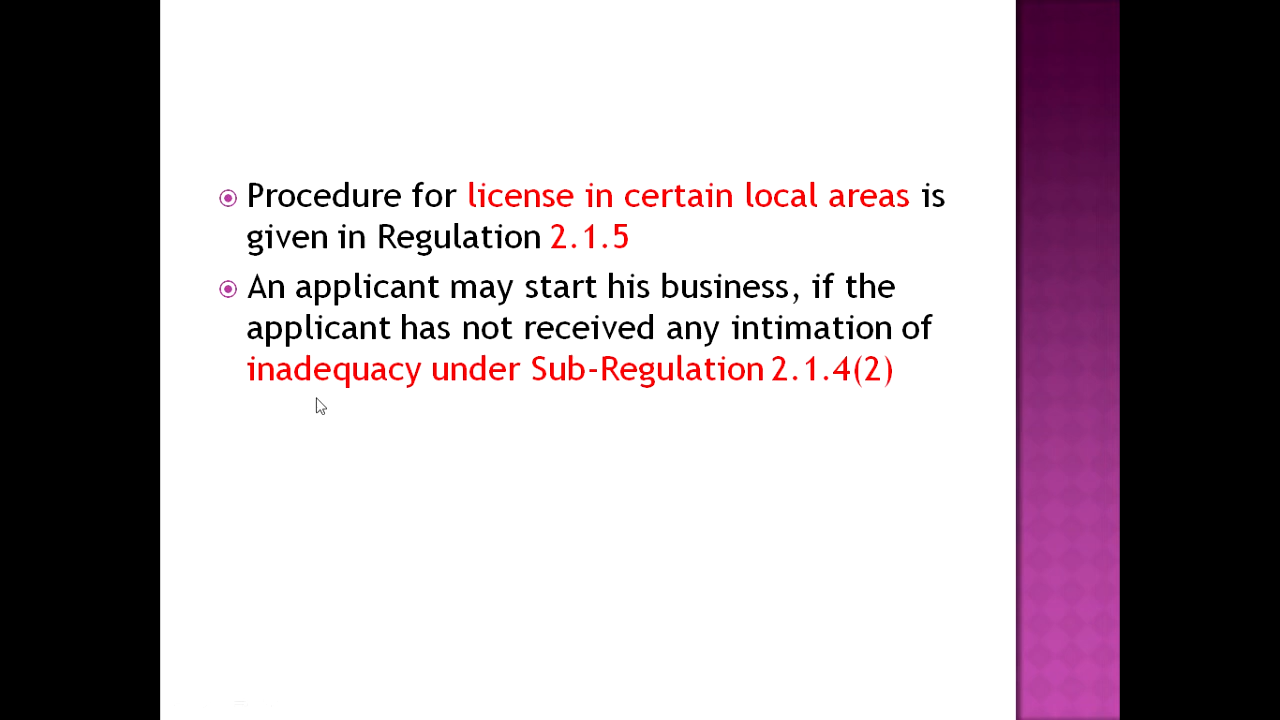 Procedure for license in certain local areas is
given in Regulation 2.1.5
An applicant may start his business, if the
applicant has not received any intimation of
inadequacy under Sub-Regulation 2.1.4(2)